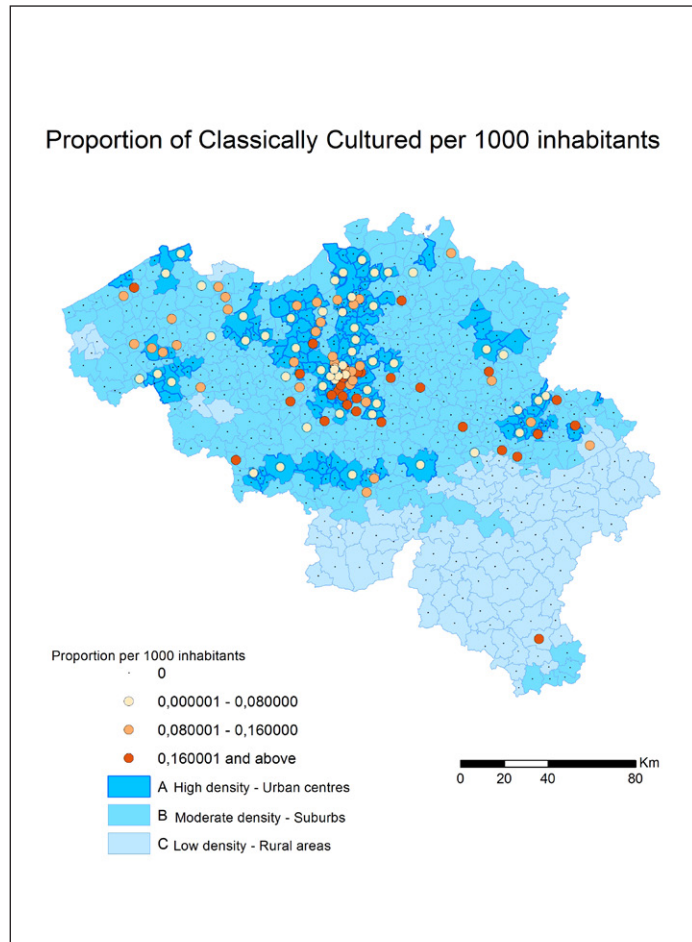 Proportion of Classically Cultured per 1000 inhabitants
Proportion per 1000 inhabitants
0
0,000001 - 0,080000
0,080001 - 0,160000
0,160001 and above
A High density - Urban centres
B Moderate density - Suburbs
C Low density - Rural areas
Km
0 20 40 80